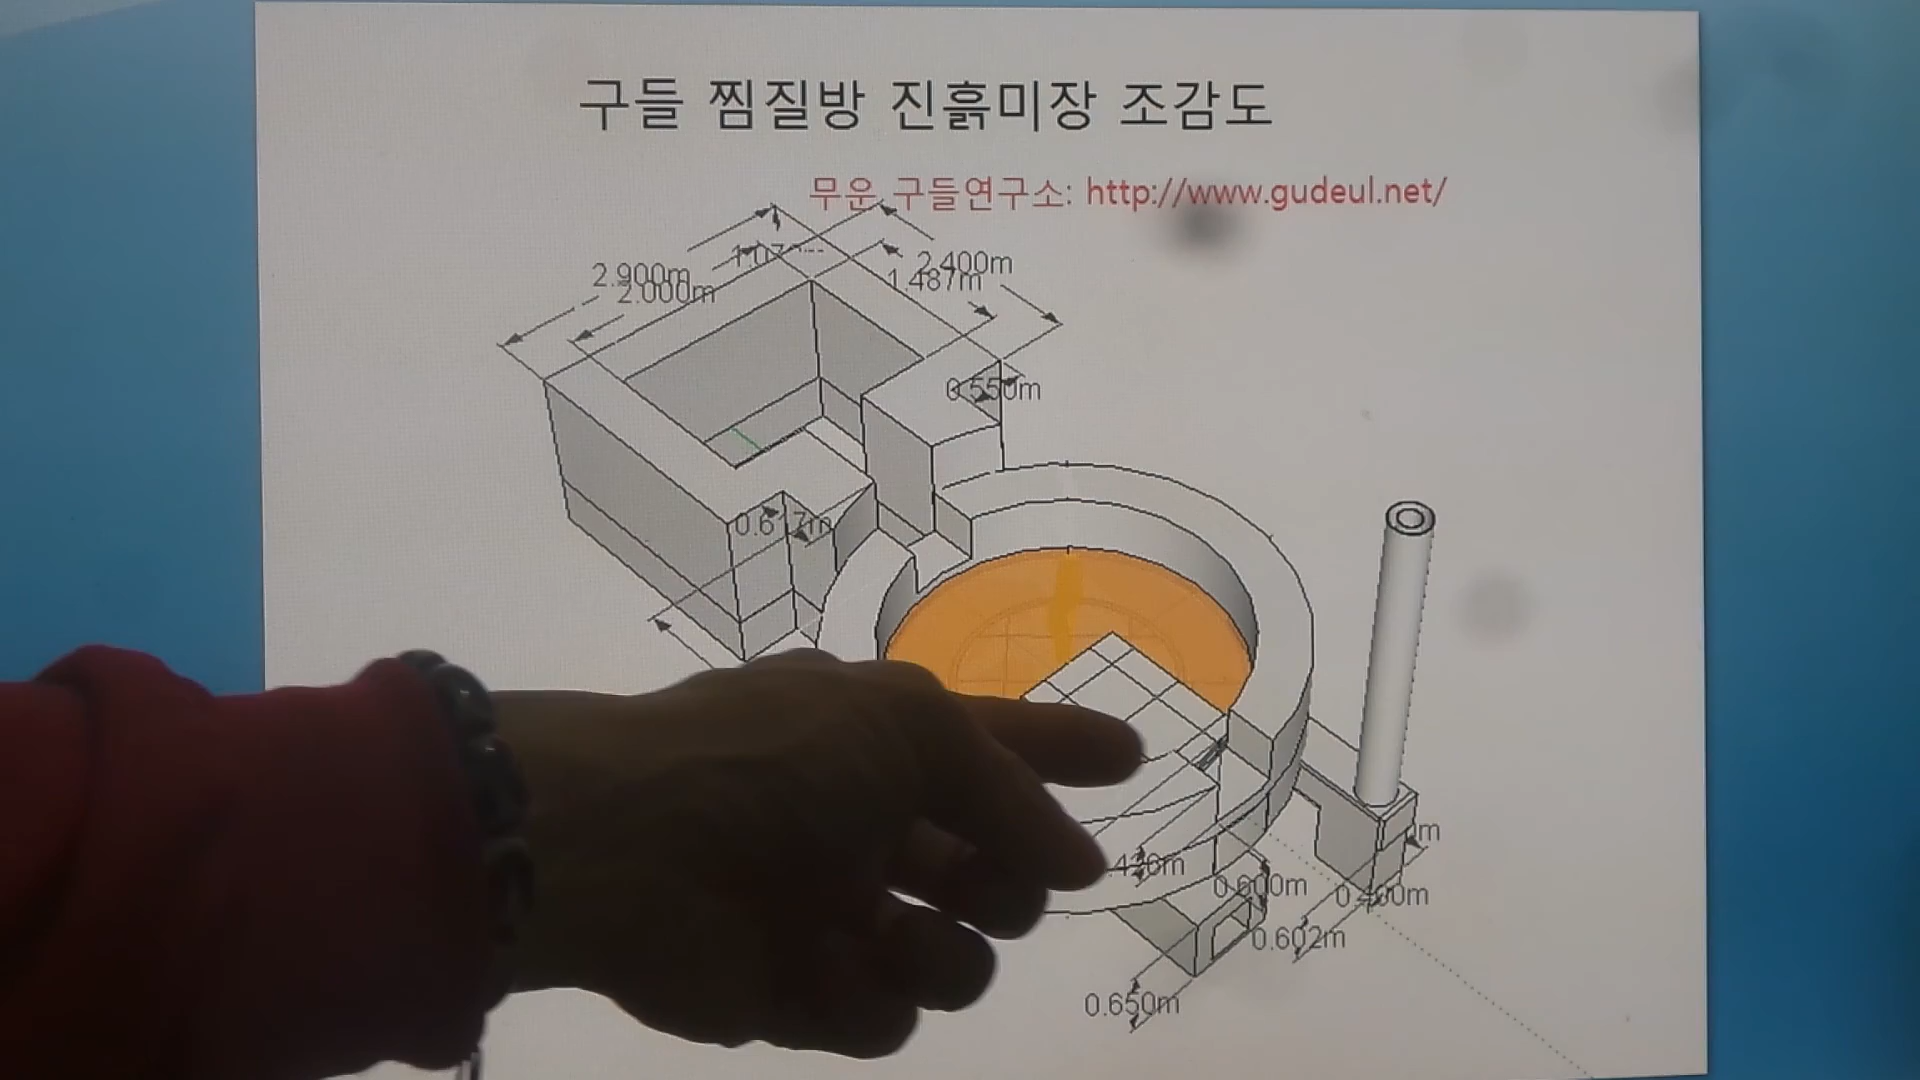 구들 찜질방 진흙미장 조감도
무운 구들연구소: http://www.gudeul.net/
2.400m
2.900m
1.487m
2.000m
0.550m
0.617m
0.600m
0.400m
0.602m
0.650m